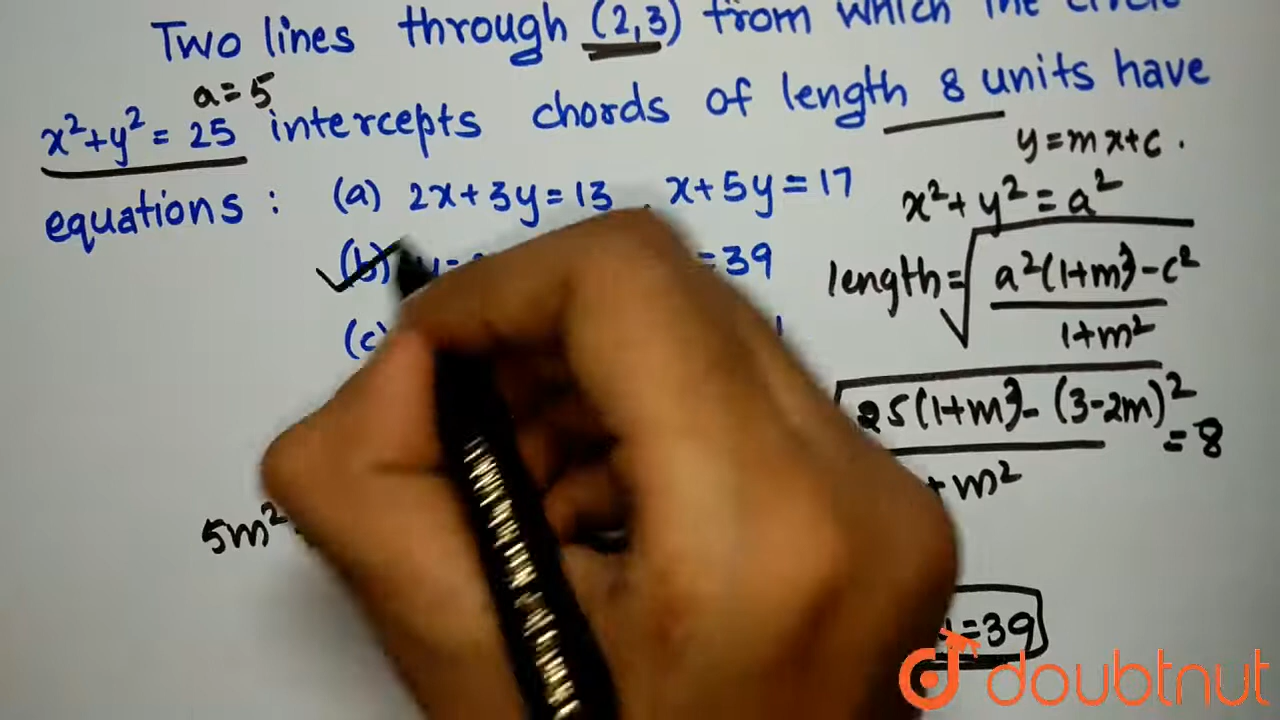 Two lines through (2,3) from which the circle
a=5
x²+y² = 25 intercepts chords of length 8 units have
y=mx+c.
equations : (a) 2x+3y=13, x+5y=17
x²+y²=a²
(b) =39
length=√(a²(1+m²)-c²
1+m²
(c)
25(1+m²)-(3-2m)²
=8
+m²
5m²
=39
doubtnut